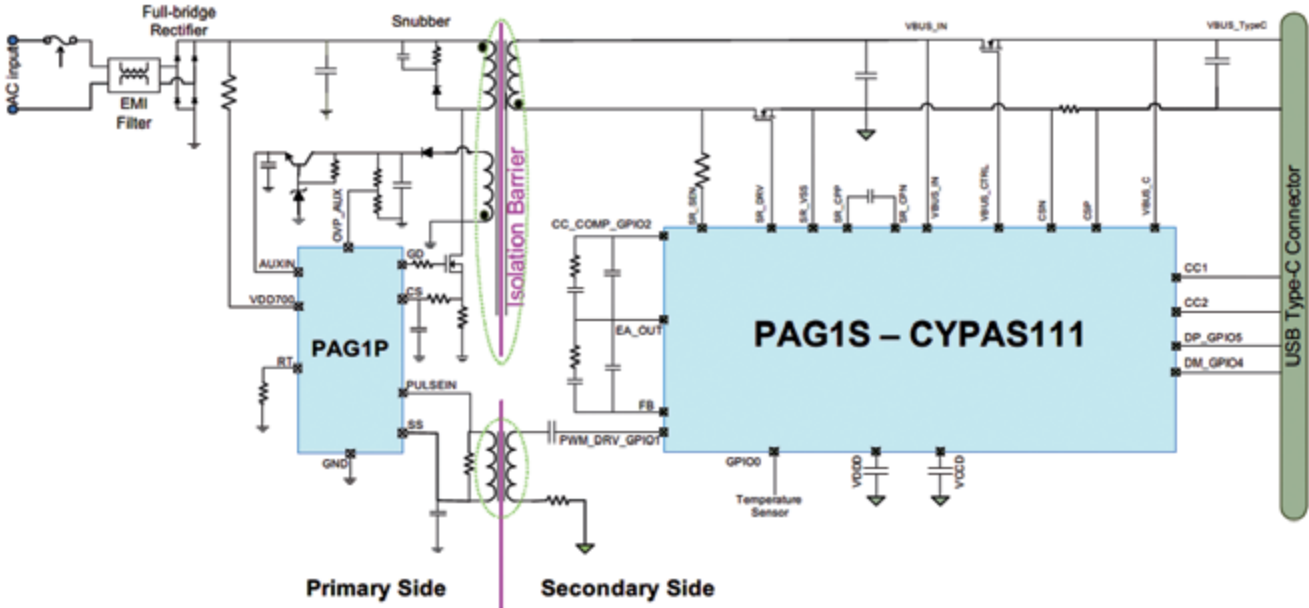 Full-bridge
Rectifier
Snubber
AC input
EMI
Filter
VBUS_IN
VBUS_TypeC
Isolation Barrier
OVP_AUX
AUXIN
VDD700
RT
GND
GD
CS
PULSEIN
SS
PAG1P
CC_COMP_GPIO2
EA_OUT
FB
PWM_DRV_GPIO1
SR_SEN
SR_DRV
SR_VSS
SR_CPP
SR_CPN
VBUS_IN
VBUS_CTRL
CSN
CSP
VBUS_C
PAG1S – CYPAS111
CC1
CC2
DP_GPIO5
DM_GPIO4
USB Type-C Connector
GPIO0
Temperature
Sensor
VDDD
VCCD
Primary Side
Secondary Side